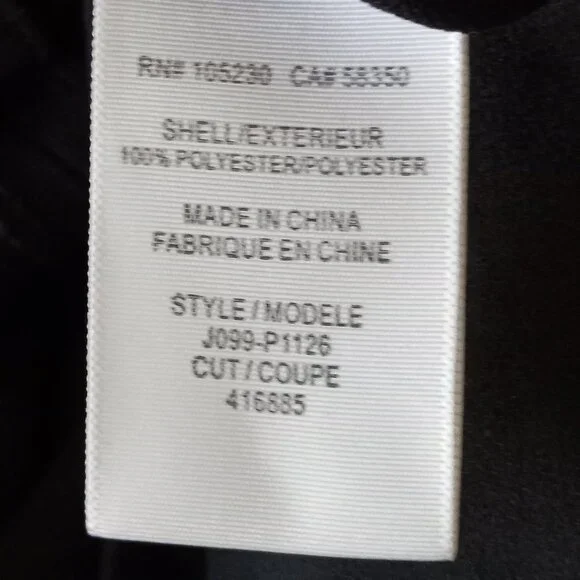 RN# 105230 CA# 58350
SHELL/EXTERIEUR
100% POLYESTER/POLYESTER
MADE IN CHINA
FABRIQUE EN CHINE
STYLE / MODELE
J099-P1126
CUT / COUPE
416885